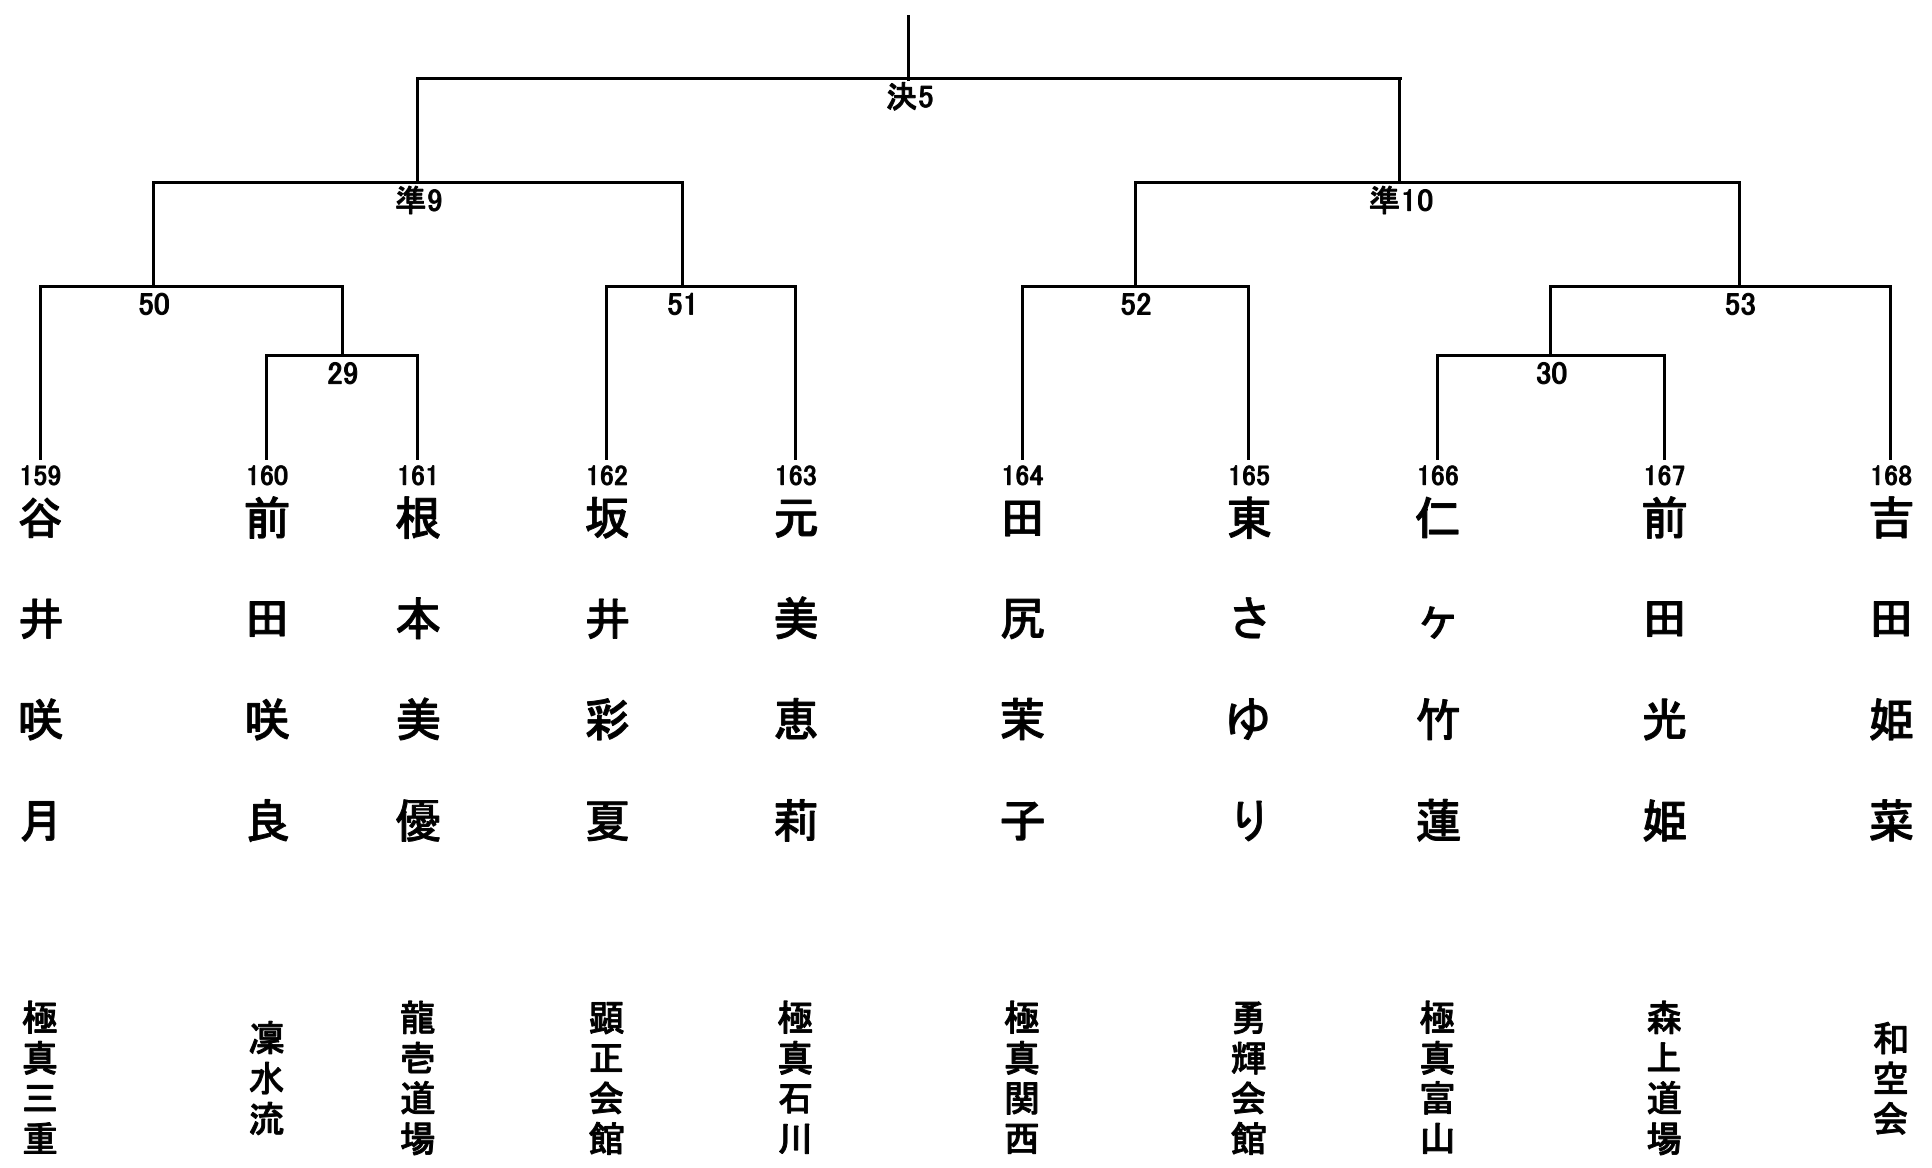 決5
準9
準10
50
51
52
53
29
30
159
160
161
162
163
164
165
166
167
168
谷井咲月
前田咲良
根本美優
坂井彩夏
元美恵莉
田尻茉子
東さゆり
仁ヶ竹蓮
前田光姫
吉田姫菜
極真三重
凜水流
龍壱道場
顕正会館
極真石川
極真関西
勇輝会館
極真富山
森上道場
和空会